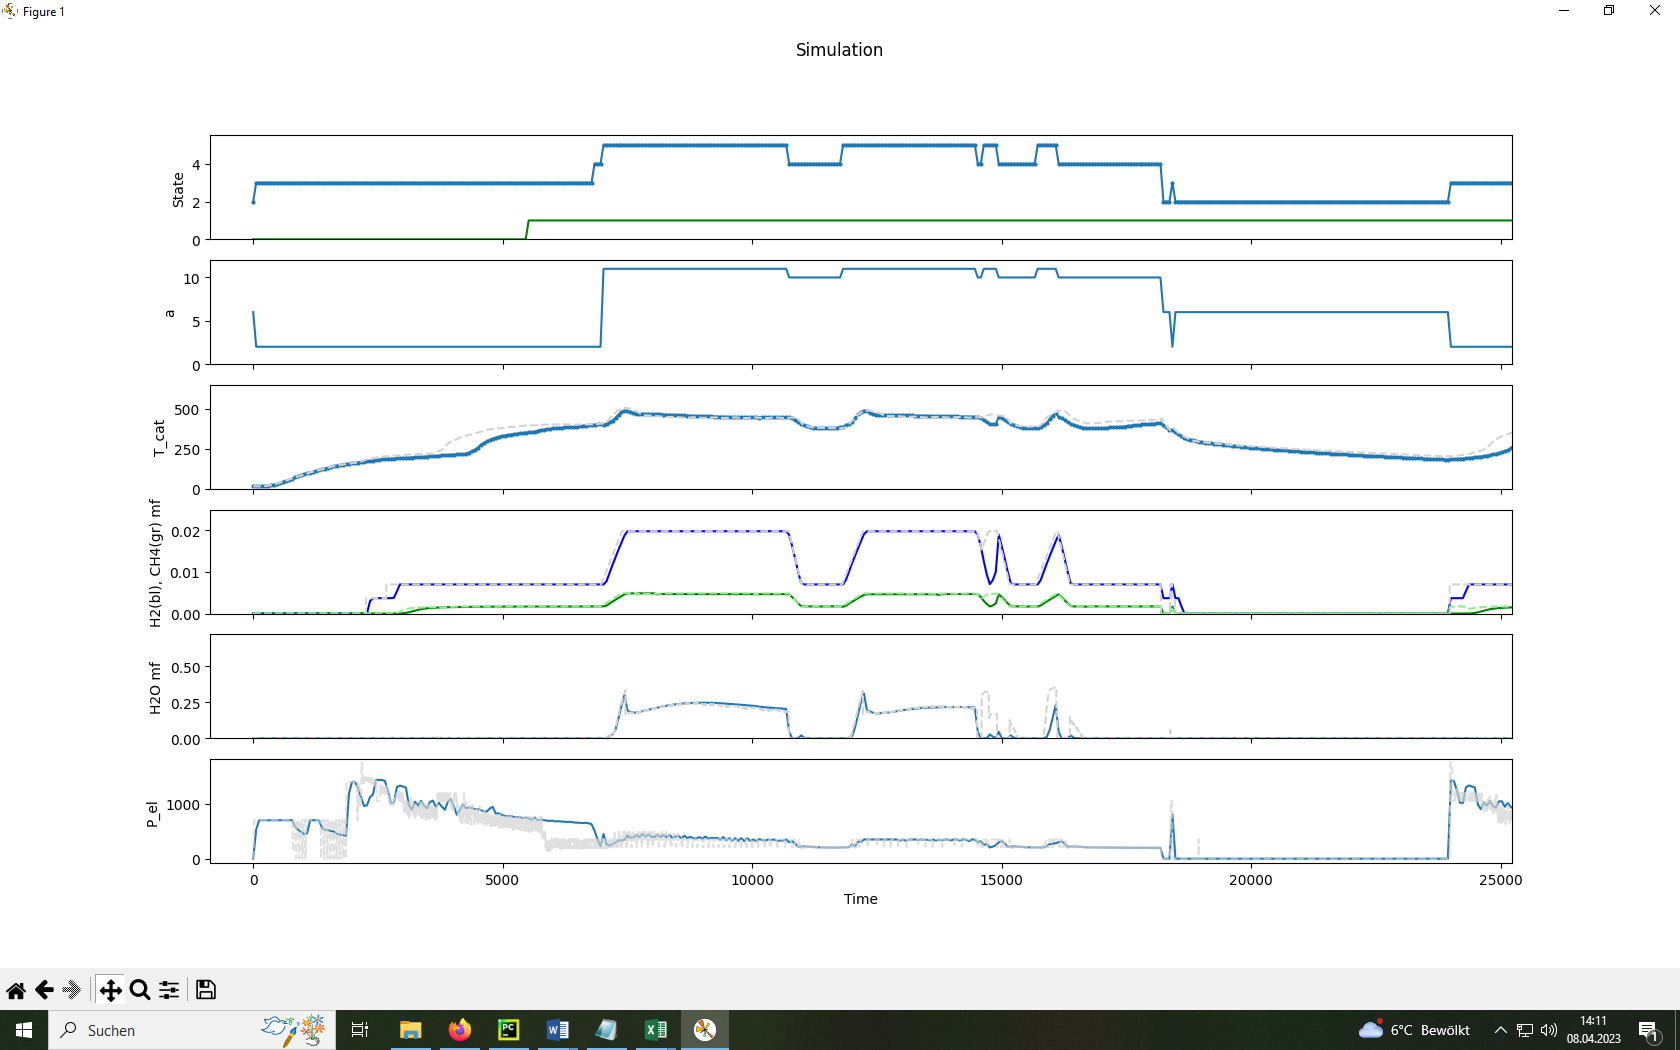 Figure 1
Simulation
State
4
2
0
a
10
5
0
T_cat
500
250
0
H2(bl), CH4(gr) mf
0.02
0.01
0.00
H2O mf
0.50
0.25
0.00
P_el
1000
0
0
5000
10000
15000
20000
25000
Time
Suchen
PC
6°C Bewölkt
14:11
08.04.2023
1